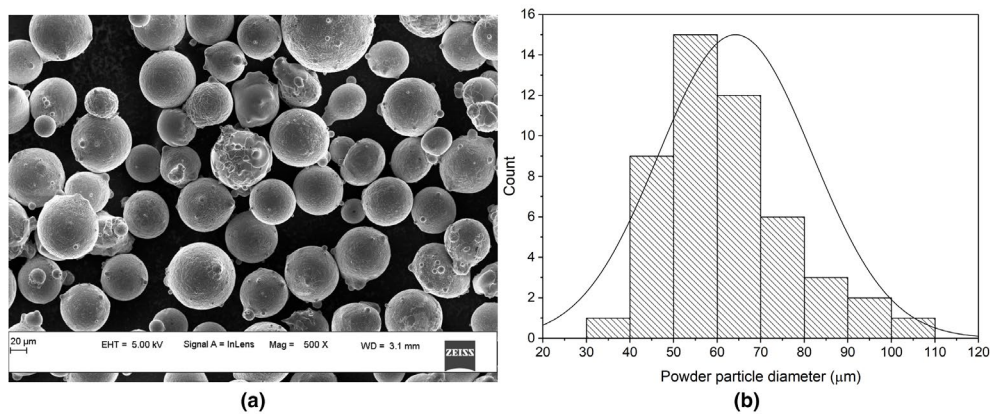 20 µm
EHT = 5.00 kV
Signal A = InLens
Mag = 500 X
WD = 3.1 mm
ZEISS
(a)
16
14
12
10
8
6
4
2
0
Count
20
30
40
50
60
70
80
90
100
110
120
Powder particle diameter (µm)
(b)